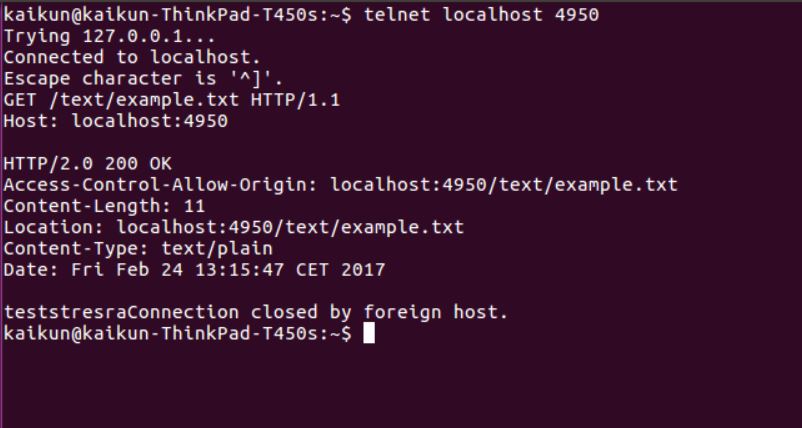 kaikun@kaikun-ThinkPad-T450s:~$ telnet localhost 4950
Trying 127.0.0.1...
Connected to localhost.
Escape character is '^]'.
GET /text/example.txt HTTP/1.1
Host: localhost:4950

HTTP/2.0 200 OK
Access-Control-Allow-Origin: localhost:4950/text/example.txt
Content-Length: 11
Location: localhost:4950/text/example.txt
Content-Type: text/plain
Date: Fri Feb 24 13:15:47 CET 2017

teststresraConnection closed by foreign host.
kaikun@kaikun-ThinkPad-T450s:~$